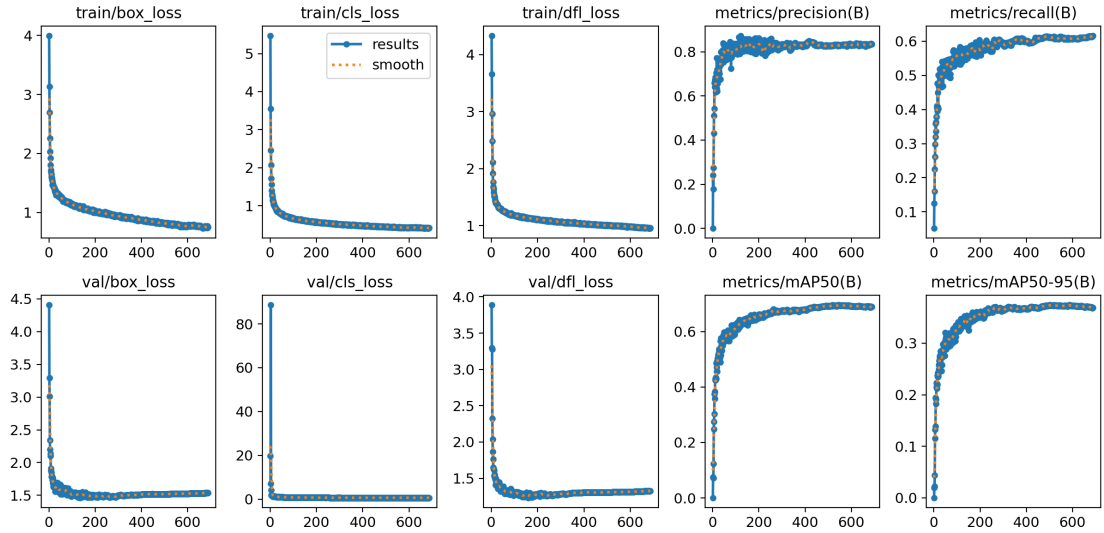 train/box_loss
train/cls_loss
train/dfl_loss
metrics/precision(B)
metrics/recall(B)
4
3
2
1
0 200 400 600
5
4
3
2
1
results
smooth
0 200 400 600
4
3
2
1
0 200 400 600
0.8
0.6
0.4
0.2
0.0
0 200 400 600
0.6
0.5
0.4
0.3
0.2
0.1
0 200 400 600
val/box_loss
val/cls_loss
val/dfl_loss
metrics/mAP50(B)
metrics/mAP50-95(B)
4.5
4.0
3.5
3.0
2.5
2.0
1.5
0 200 400 600
80
60
40
20
0
0 200 400 600
4.0
3.5
3.0
2.5
2.0
1.5
0 200 400 600
0.6
0.4
0.2
0.0
0 200 400 600
0.3
0.2
0.1
0.0
0 200 400 600